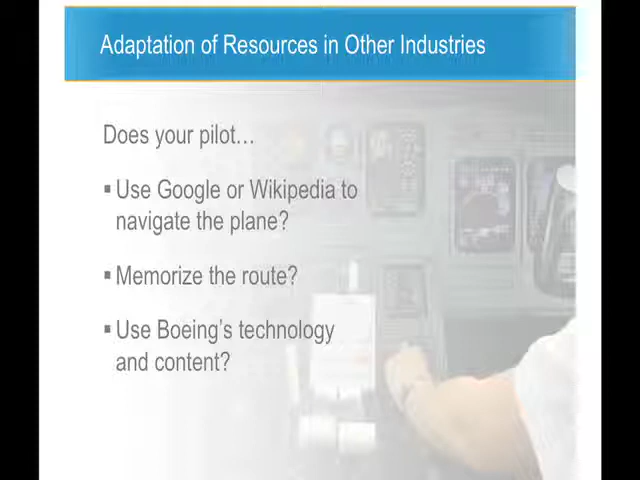 Adaptation of Resources in Other Industries
Does your pilot…
▪ Use Google or Wikipedia to
navigate the plane?
▪ Memorize the route?
▪ Use Boeing's technology
and content?